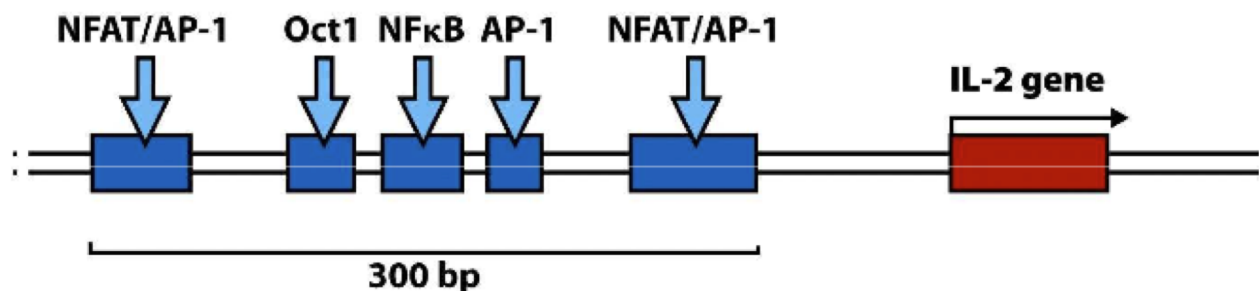 NFAT/AP-1 Oct1 NFκB AP-1 NFAT/AP-1
IL-2 gene
300 bp